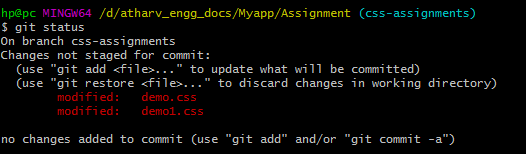 hp@pc MINGW64 /d/atharv_engg_docs/Myapp/Assignment (css-assignments)
$ git status
On branch css-assignments
Changes not staged for commit:
  (use "git add <file>..." to update what will be committed)
  (use "git restore <file>..." to discard changes in working directory)
        modified:   demo.css
        modified:   demo1.css

no changes added to commit (use "git add" and/or "git commit -a")